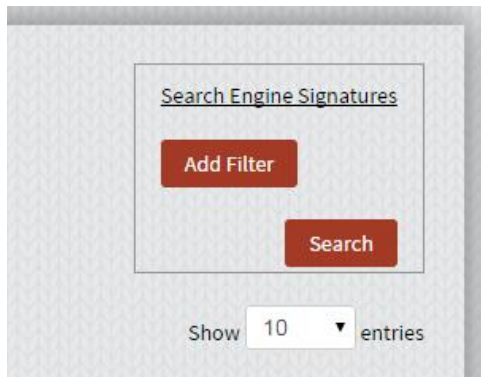 Search Engine Signatures
Add Filter
Search
Show 10 entries